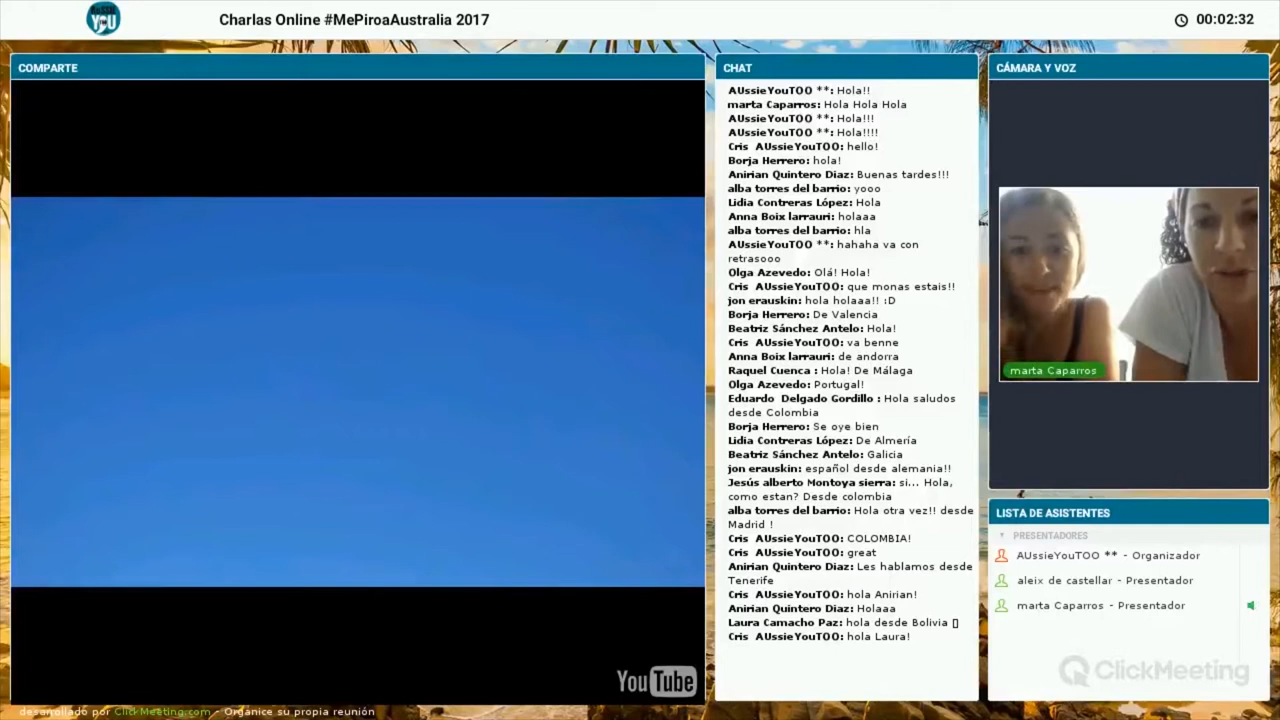 AUSSIE
YOU
TOO
Charlas Online #MePiroaAustralia 2017
00:02:32
COMPARTE
YouTube
CHAT
AUssieYouTOO **: Hola!!
marta Caparros: Hola Hola Hola
AUssieYouTOO **: Hola!!!
AUssieYouTOO **: Hola!!!!
Cris AUssieYouTOO: hello!
Borja Herrero: hola!
Anirian Quintero Diaz: Buenas tardes!!!
alba torres del barrio: yooo
Lidia Contreras López: Hola
Anna Boix larrauri: holaaa
alba torres del barrio: hla
AUssieYouTOO **: hahaha va con
retrasooo
Olga Azevedo: Olá! Hola!
Cris AUssieYouTOO: que monas estais!!
jon erauskin: hola holaaa!! :D
Borja Herrero: De Valencia
Beatriz Sánchez Antelo: Hola!
Cris AUssieYouTOO: va benne
Anna Boix larrauri: de andorra
Raquel Cuenca : Hola! De Málaga
Olga Azevedo: Portugal!
Eduardo Delgado Gordillo : Hola saludos
desde Colombia
Borja Herrero: Se oye bien
Lidia Contreras López: De Almería
Beatriz Sánchez Antelo: Galicia
jon erauskin: español desde alemania!!
Jesús alberto Montoya sierra: si... Hola,
como estan? Desde colombia
alba torres del barrio: Hola otra vez!! desde
Madrid !
Cris AUssieYouTOO: COLOMBIA!
Cris AUssieYouTOO: great
Anirian Quintero Diaz: Les hablamos desde
Tenerife
Cris AUssieYouTOO: hola Anirian!
Anirian Quintero Diaz: Holaaa
Laura Camacho Paz: hola desde Bolivia
Cris AUssieYouTOO: hola Laura!
CÁMARA Y VOZ
marta Caparros
LISTA DE ASISTENTES
PRESENTADORES
AUssieYouTOO ** - Organizador
aleix de castellar - Presentador
marta Caparros - Presentador
ClickMeeting
desarrollado por ClickMeeting.com - Organice su propia reunión